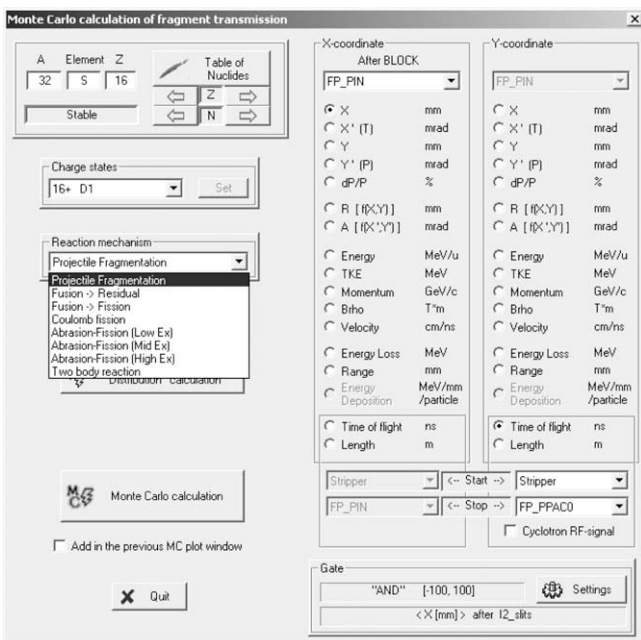 Monte Carlo calculation of fragment transmission
A Element Z
32 S 16
Stable
Table of Nuclides
Z
N
Charge states
16+ D1
Set
Reaction mechanism
Projectile Fragmentation
Projectile Fragmentation
Fusion -> Residual
Fusion -> Fission
Coulomb fission
Abrasion-Fission (Low Ex)
Abrasion-Fission (Mid Ex)
Abrasion-Fission (High Ex)
Two body reaction
Distribution calculation
MC Monte Carlo calculation
Add in the previous MC plot window
Quit
X-coordinate
After BLOCK
FP_PIN
X mm
X' (T) mrad
Y mm
Y' (P) mrad
dP/P %
R [ f(X,Y) ] mm
A [ f(X',Y') ] mrad
Energy MeV/u
TKE MeV
Momentum GeV/c
Brho T*m
Velocity cm/ns
Energy Loss MeV
Range mm
Energy Deposition MeV/mm /particle
Time of flight ns
Length m
Stripper
FP_PIN
<-- Start -->
<-- Stop -->
Y-coordinate
FP_PIN
X mm
X' (T) mrad
Y mm
Y' (P) mrad
dP/P %
R [ f(X,Y) ] mm
A [ f(X',Y') ] mrad
Energy MeV/u
TKE MeV
Momentum GeV/c
Brho T*m
Velocity cm/ns
Energy Loss MeV
Range mm
Energy Deposition MeV/mm /particle
Time of flight ns
Length m
Stripper
FP_PPAC0
Cyclotron RF-signal
Gate
"AND" [-100, 100]
Settings
<X [mm] > after I2_slits